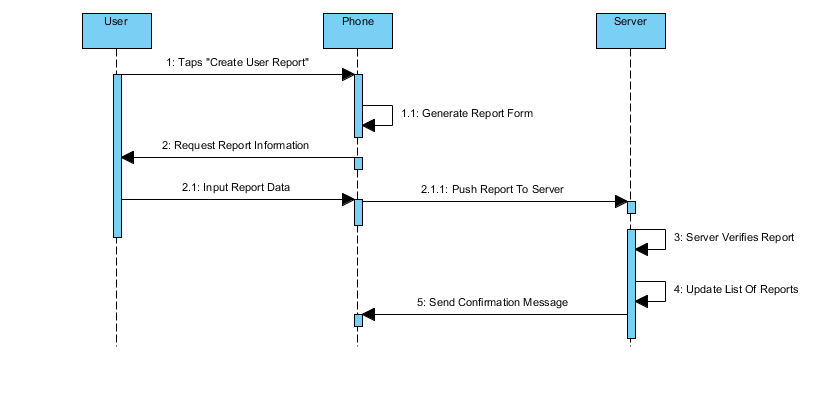 User
Phone
Server
1: Taps "Create User Report"
1.1: Generate Report Form
2: Request Report Information
2.1: Input Report Data
2.1.1: Push Report To Server
3: Server Verifies Report
4: Update List Of Reports
5: Send Confirmation Message